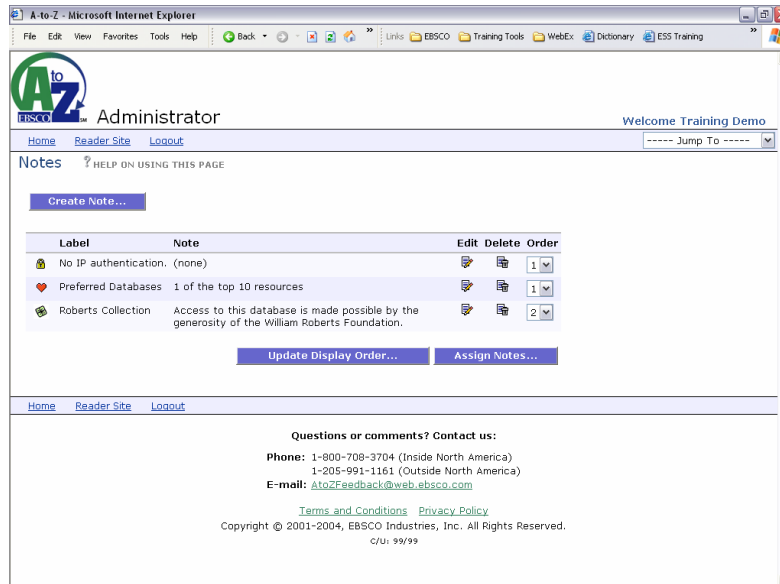 A-to-Z - Microsoft Internet Explorer
File Edit View Favorites Tools Help Back Links EBSCO Training Tools WebEx Dictionary ESS Training
A to Z
EBSCO SM Administrator
Welcome Training Demo
Home Reader Site Logout ----- Jump To -----
Notes ? HELP ON USING THIS PAGE
Create Note...
Label Note Edit Delete Order
No IP authentication. (none) 1
Preferred Databases 1 of the top 10 resources 1
Roberts Collection Access to this database is made possible by the 2
generosity of the William Roberts Foundation.
Update Display Order... Assign Notes...
Home Reader Site Logout
Questions or comments? Contact us:
Phone: 1-800-708-3704 (Inside North America)
1-205-991-1161 (Outside North America)
E-mail: AtoZFeedback@web.ebsco.com
Terms and Conditions Privacy Policy
Copyright © 2001-2004, EBSCO Industries, Inc. All Rights Reserved.
C/U: 99/99